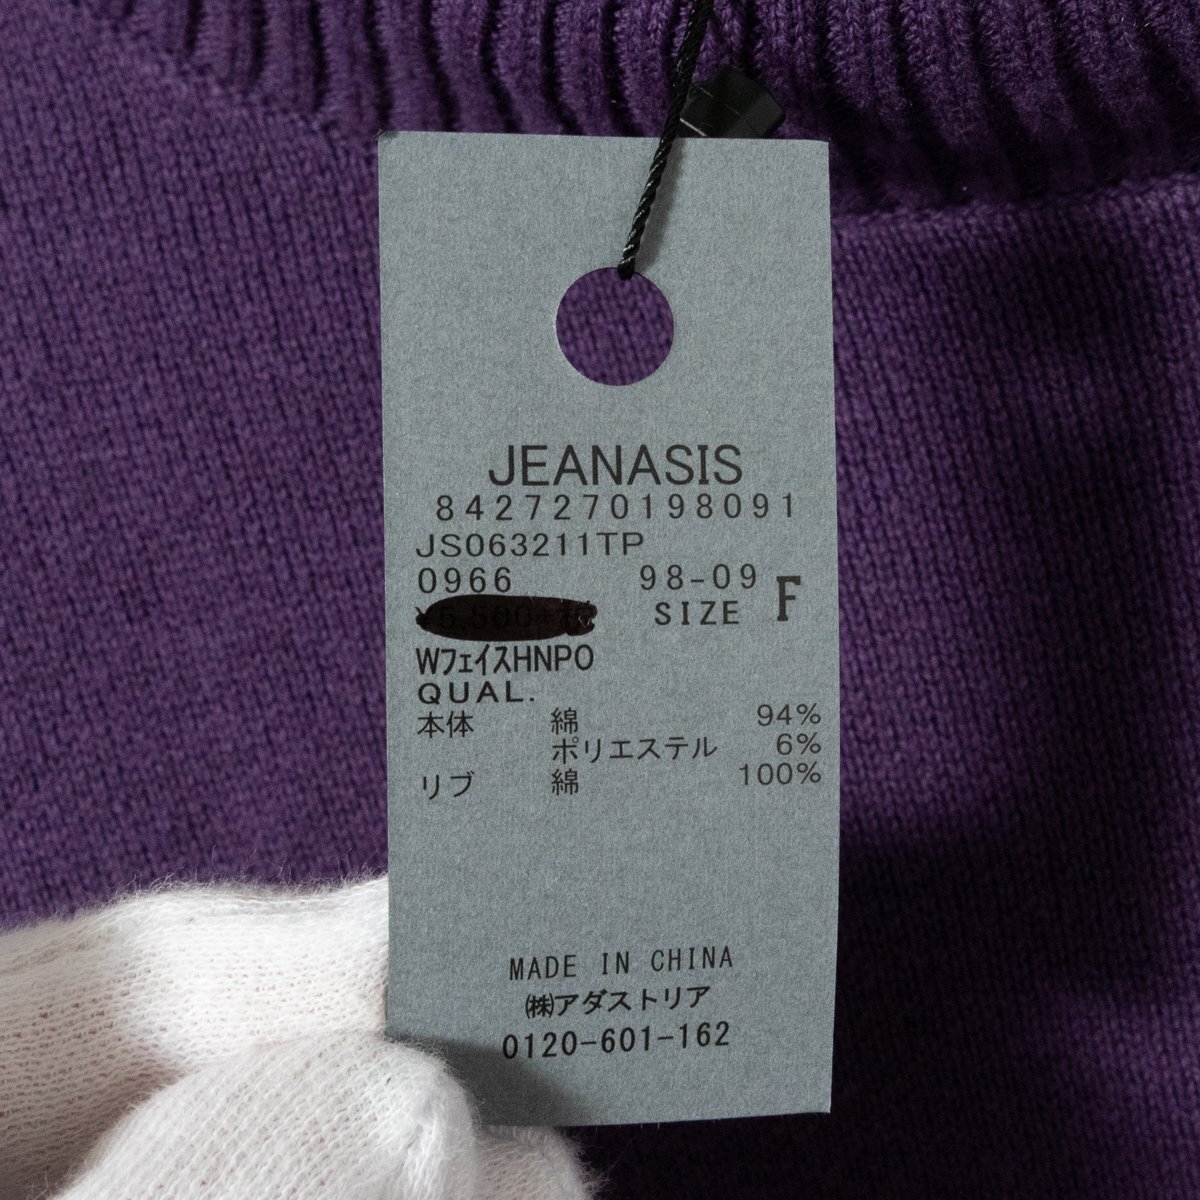 JEANASIS
8427270198091
JS063211TP
0966 98-09
SIZE F
WフェイスHNPO
QUAL.
本体 綿 94%
ポリエステル 6%
リブ 綿 100%
MADE IN CHINA
㈱アダストリア
0120-601-162